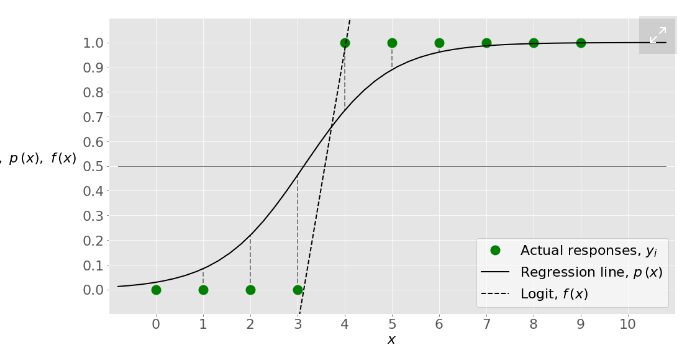 1.0
0.9
0.8
0.7
0.6
, p(x), f(x)
0.5
0.4
0.3
0.2
0.1
0.0
Actual responses, yᵢ
Regression line, p(x)
Logit, f(x)
0 1 2 3 4 5 6 7 8 9 10
x